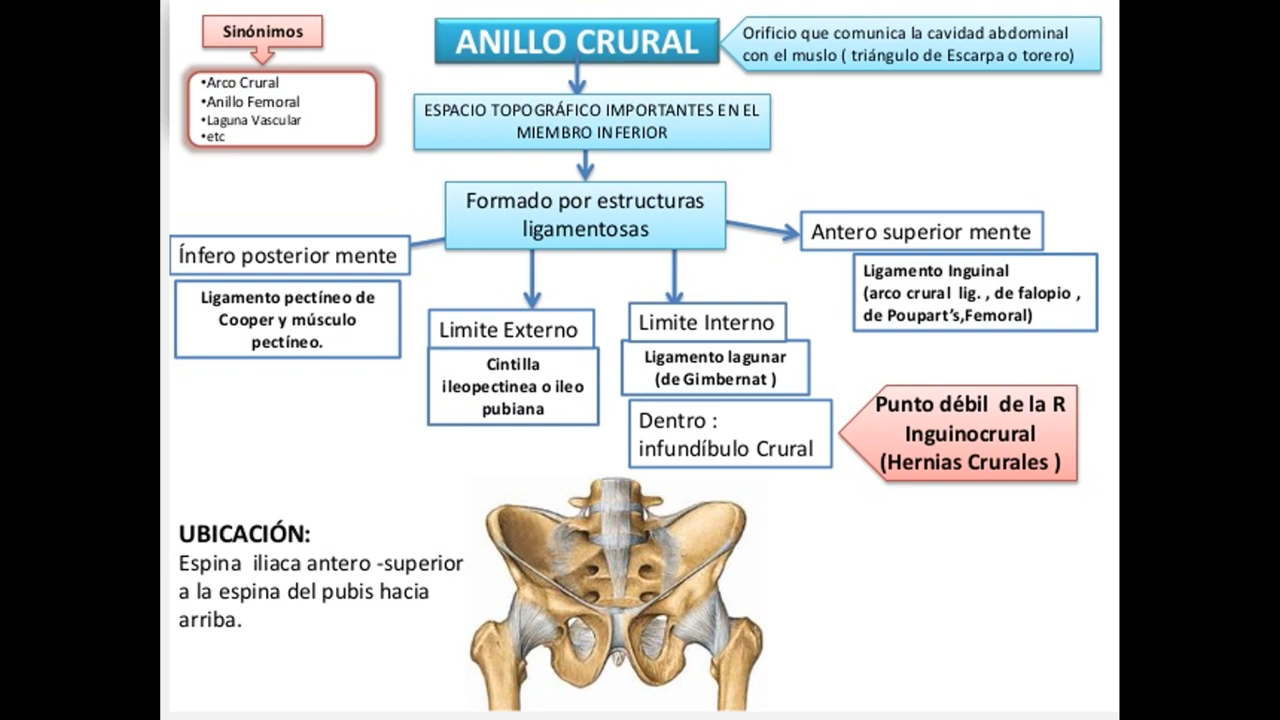 Sinónimos
•Arco Crural
•Anillo Femoral
•Laguna Vascular
•etc
ANILLO CRURAL
Orificio que comunica la cavidad abdominal
con el muslo ( triángulo de Escarpa o torero)
ESPACIO TOPOGRÁFICO IMPORTANTES EN EL
MIEMBRO INFERIOR
Formado por estructuras
ligamentosas
Ínfero posterior mente
Ligamento pectíneo de
Cooper y músculo
pectíneo.
Limite Externo
Cintilla
ileopectinea o ileo
pubiana
Limite Interno
Ligamento lagunar
(de Gimbernat )
Dentro :
infundíbulo Crural
Antero superior mente
Ligamento Inguinal
(arco crural lig. , de falopio ,
de Poupart’s,Femoral)
Punto débil de la R
Inguinocrural
(Hernias Crurales )
UBICACIÓN:
Espina iliaca antero -superior
a la espina del pubis hacia
arriba.